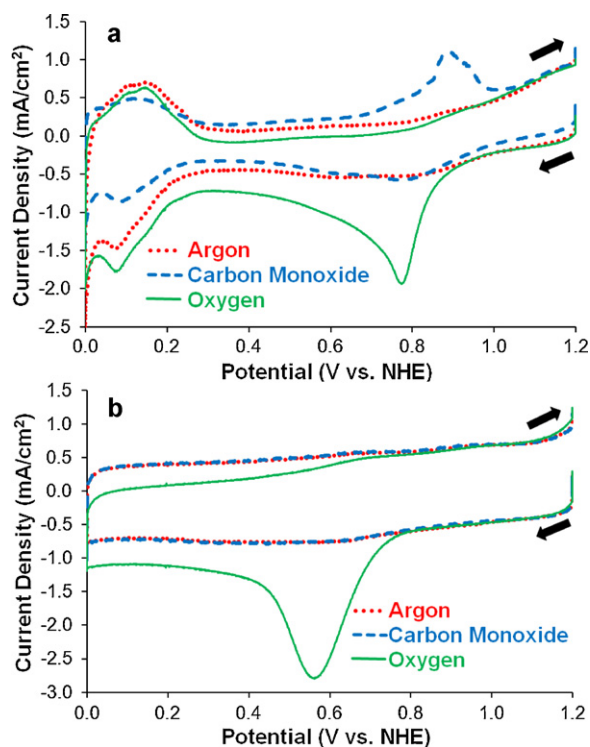 a
1.5
1.0
0.5
0.0
-0.5
-1.0
-1.5
-2.0
-2.5
Current Density (mA/cm²)
Argon
Carbon Monoxide
Oxygen
0.0 0.2 0.4 0.6 0.8 1.0 1.2
Potential (V vs. NHE)
b
1.5
1.0
0.5
0.0
-0.5
-1.0
-1.5
-2.0
-2.5
-3.0
Current Density (mA/cm²)
Argon
Carbon Monoxide
Oxygen
0.0 0.2 0.4 0.6 0.8 1.0 1.2
Potential (V vs. NHE)